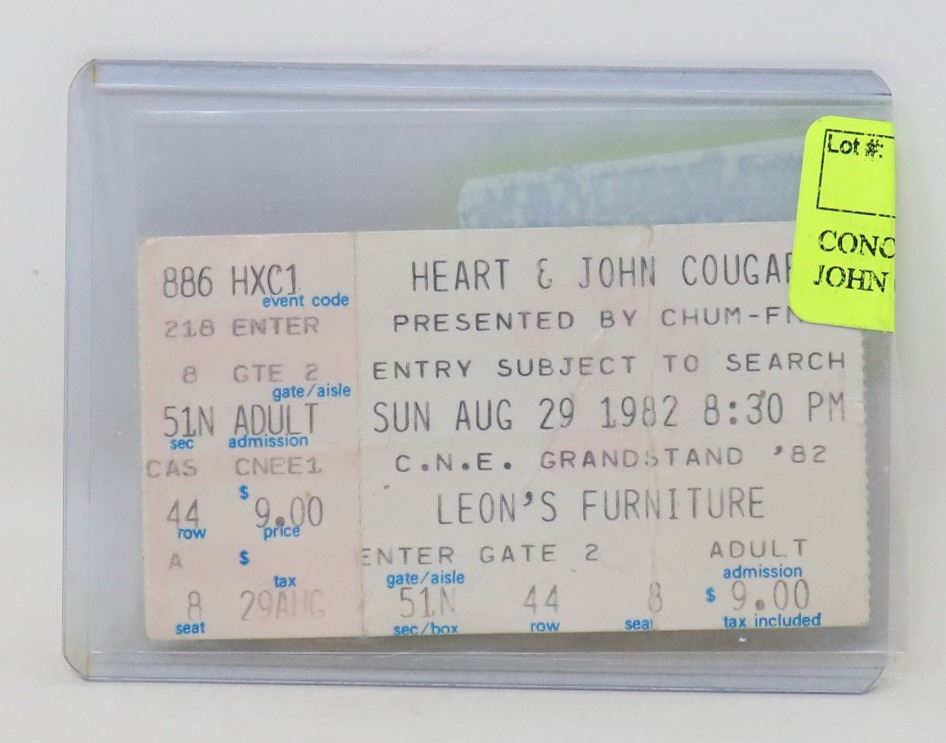 Lot #:
CONC
JOHN
886 HXC1
event code
218 ENTER
8 GTE 2
gate/aisle
51N ADULT
sec admission
CAS CNEE1
$
44 9.00
row price
A $
tax
8 29AUG
seat
HEART & JOHN COUGAR
PRESENTED BY CHUM-FM
ENTRY SUBJECT TO SEARCH
SUN AUG 29 1982 8:30 PM
C.N.E. GRANDSTAND '82
LEON'S FURNITURE
ENTER GATE 2 ADULT
gate/aisle admission
51N 44 8 $ 9.00
sec/box row seat tax included